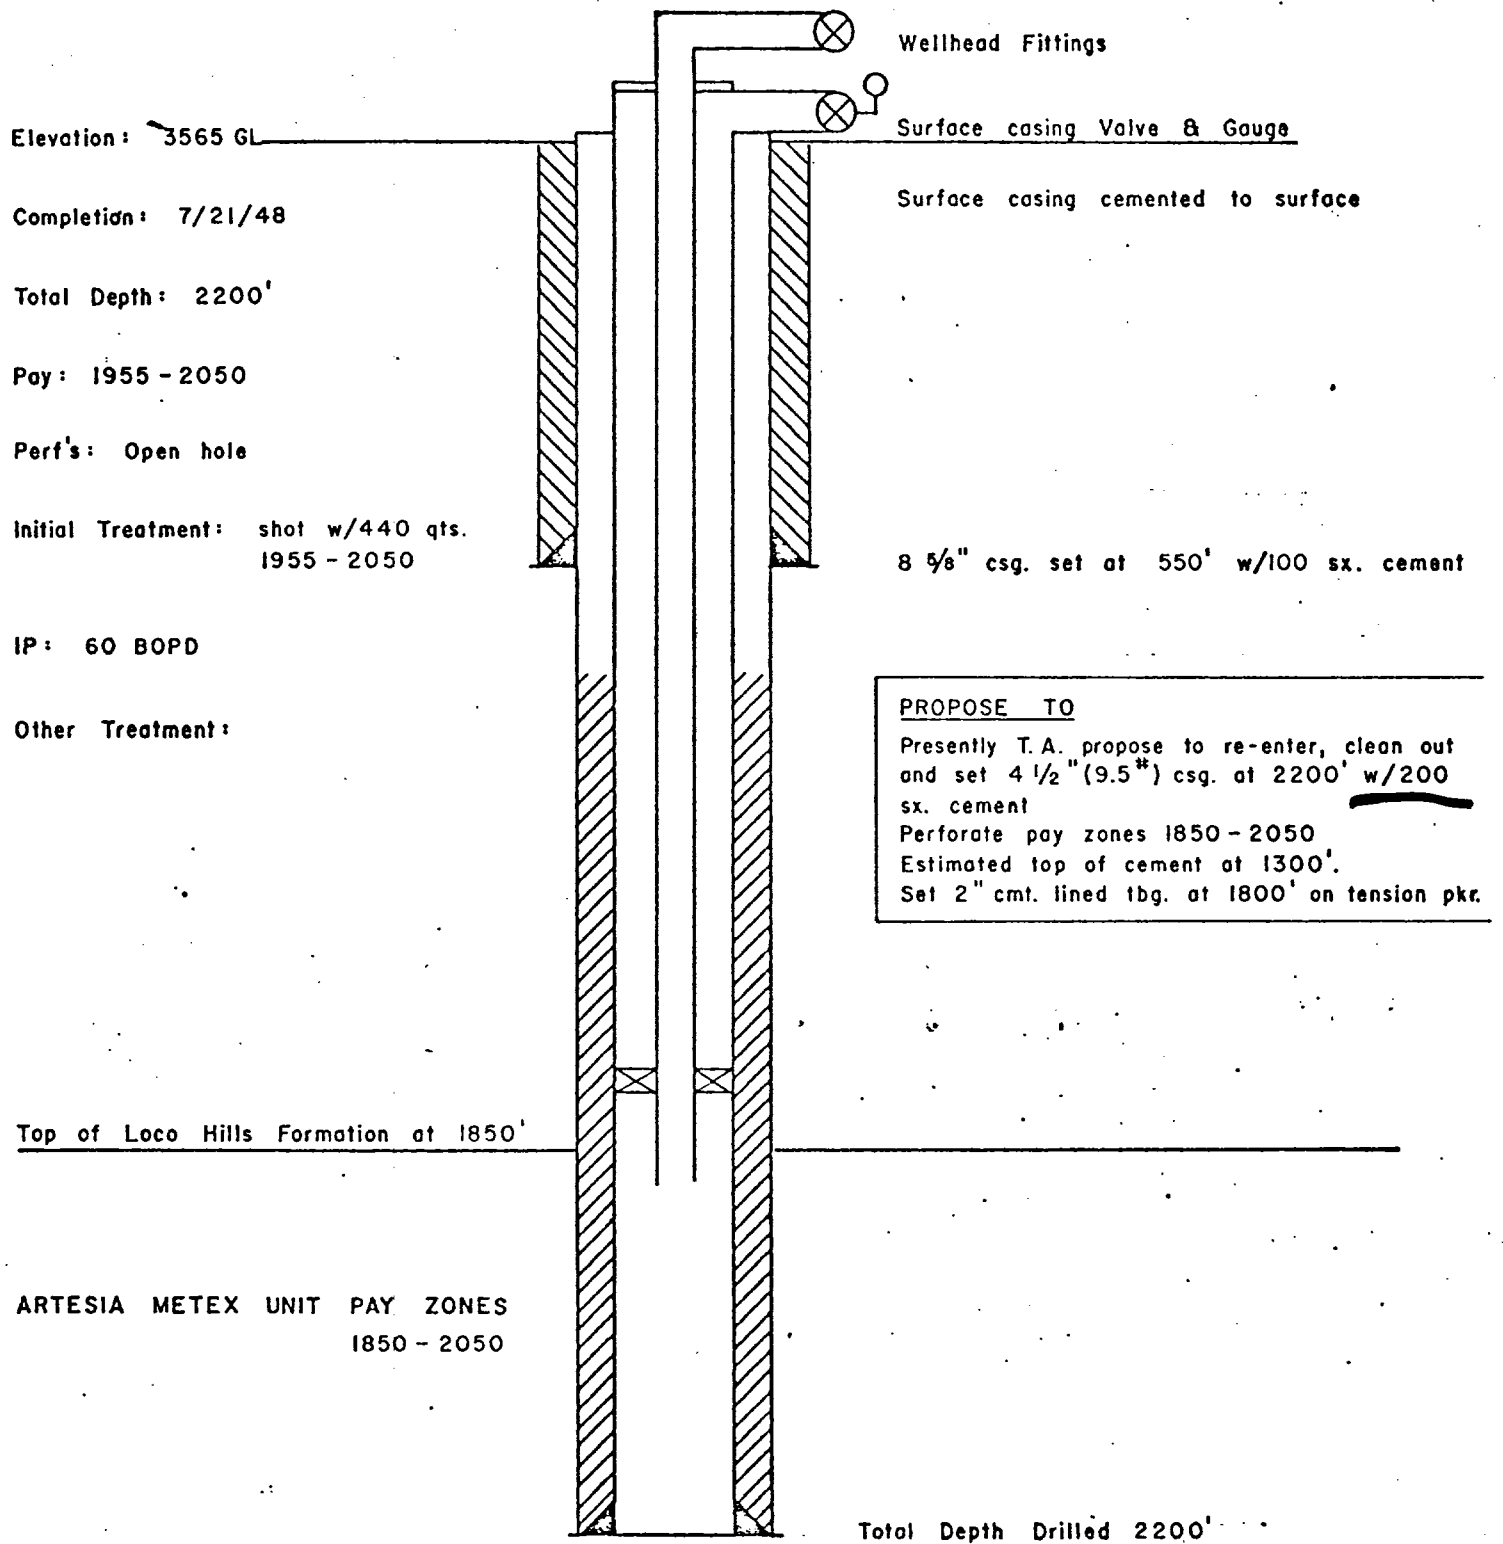 Wellhead Fittings
Elevation: 3565 GL
Surface casing Valve & Gauge
Completion: 7/21/48
Surface casing cemented to surface
Total Depth: 2200'
Pay: 1955-2050
Perf's: Open hole
Initial Treatment: shot w/440 qts.
1955-2050
8 5/8" csg. set at 550' w/100 sx. cement
IP: 60 BOPD
Other Treatment:
PROPOSE TO
Presently T.A. propose to re-enter, clean out
and set 4 1/2" (9.5#) csg. at 2200' w/200
sx. cement
Perforate pay zones 1850-2050
Estimated top of cement at 1300'.
Set 2" cmt. lined tbg. at 1800' on tension pkr.
Top of Loco Hills Formation at 1850'
ARTESIA METEX UNIT PAY ZONES
1850-2050
Total Depth Drilled 2200'